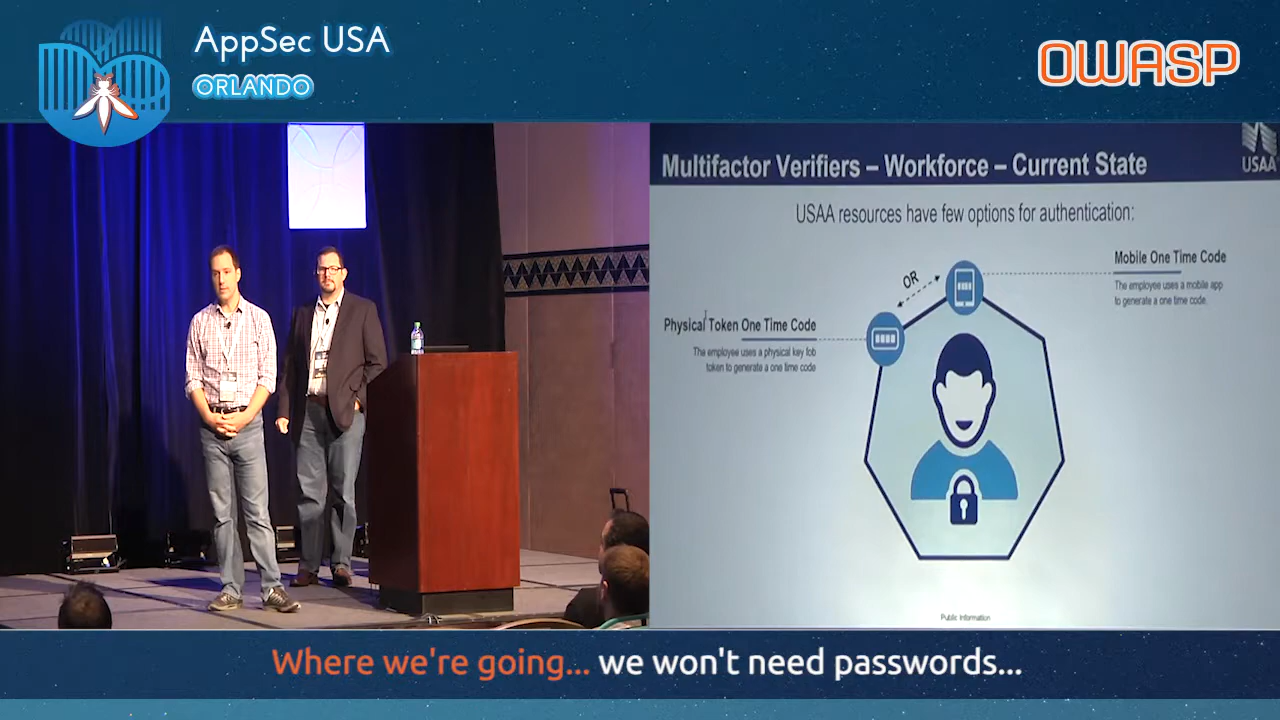 AppSec USA
ORLANDO
OWASP
Multifactor Verifiers – Workforce – Current State
USAA
USAA resources have few options for authentication:
OR
Mobile One Time Code
The employee uses a mobile app
to generate a one time code.
Physical Token One Time Code
The employee uses a physical key fob
token to generate a one time code
Public Information
Where we're going... we won't need passwords...